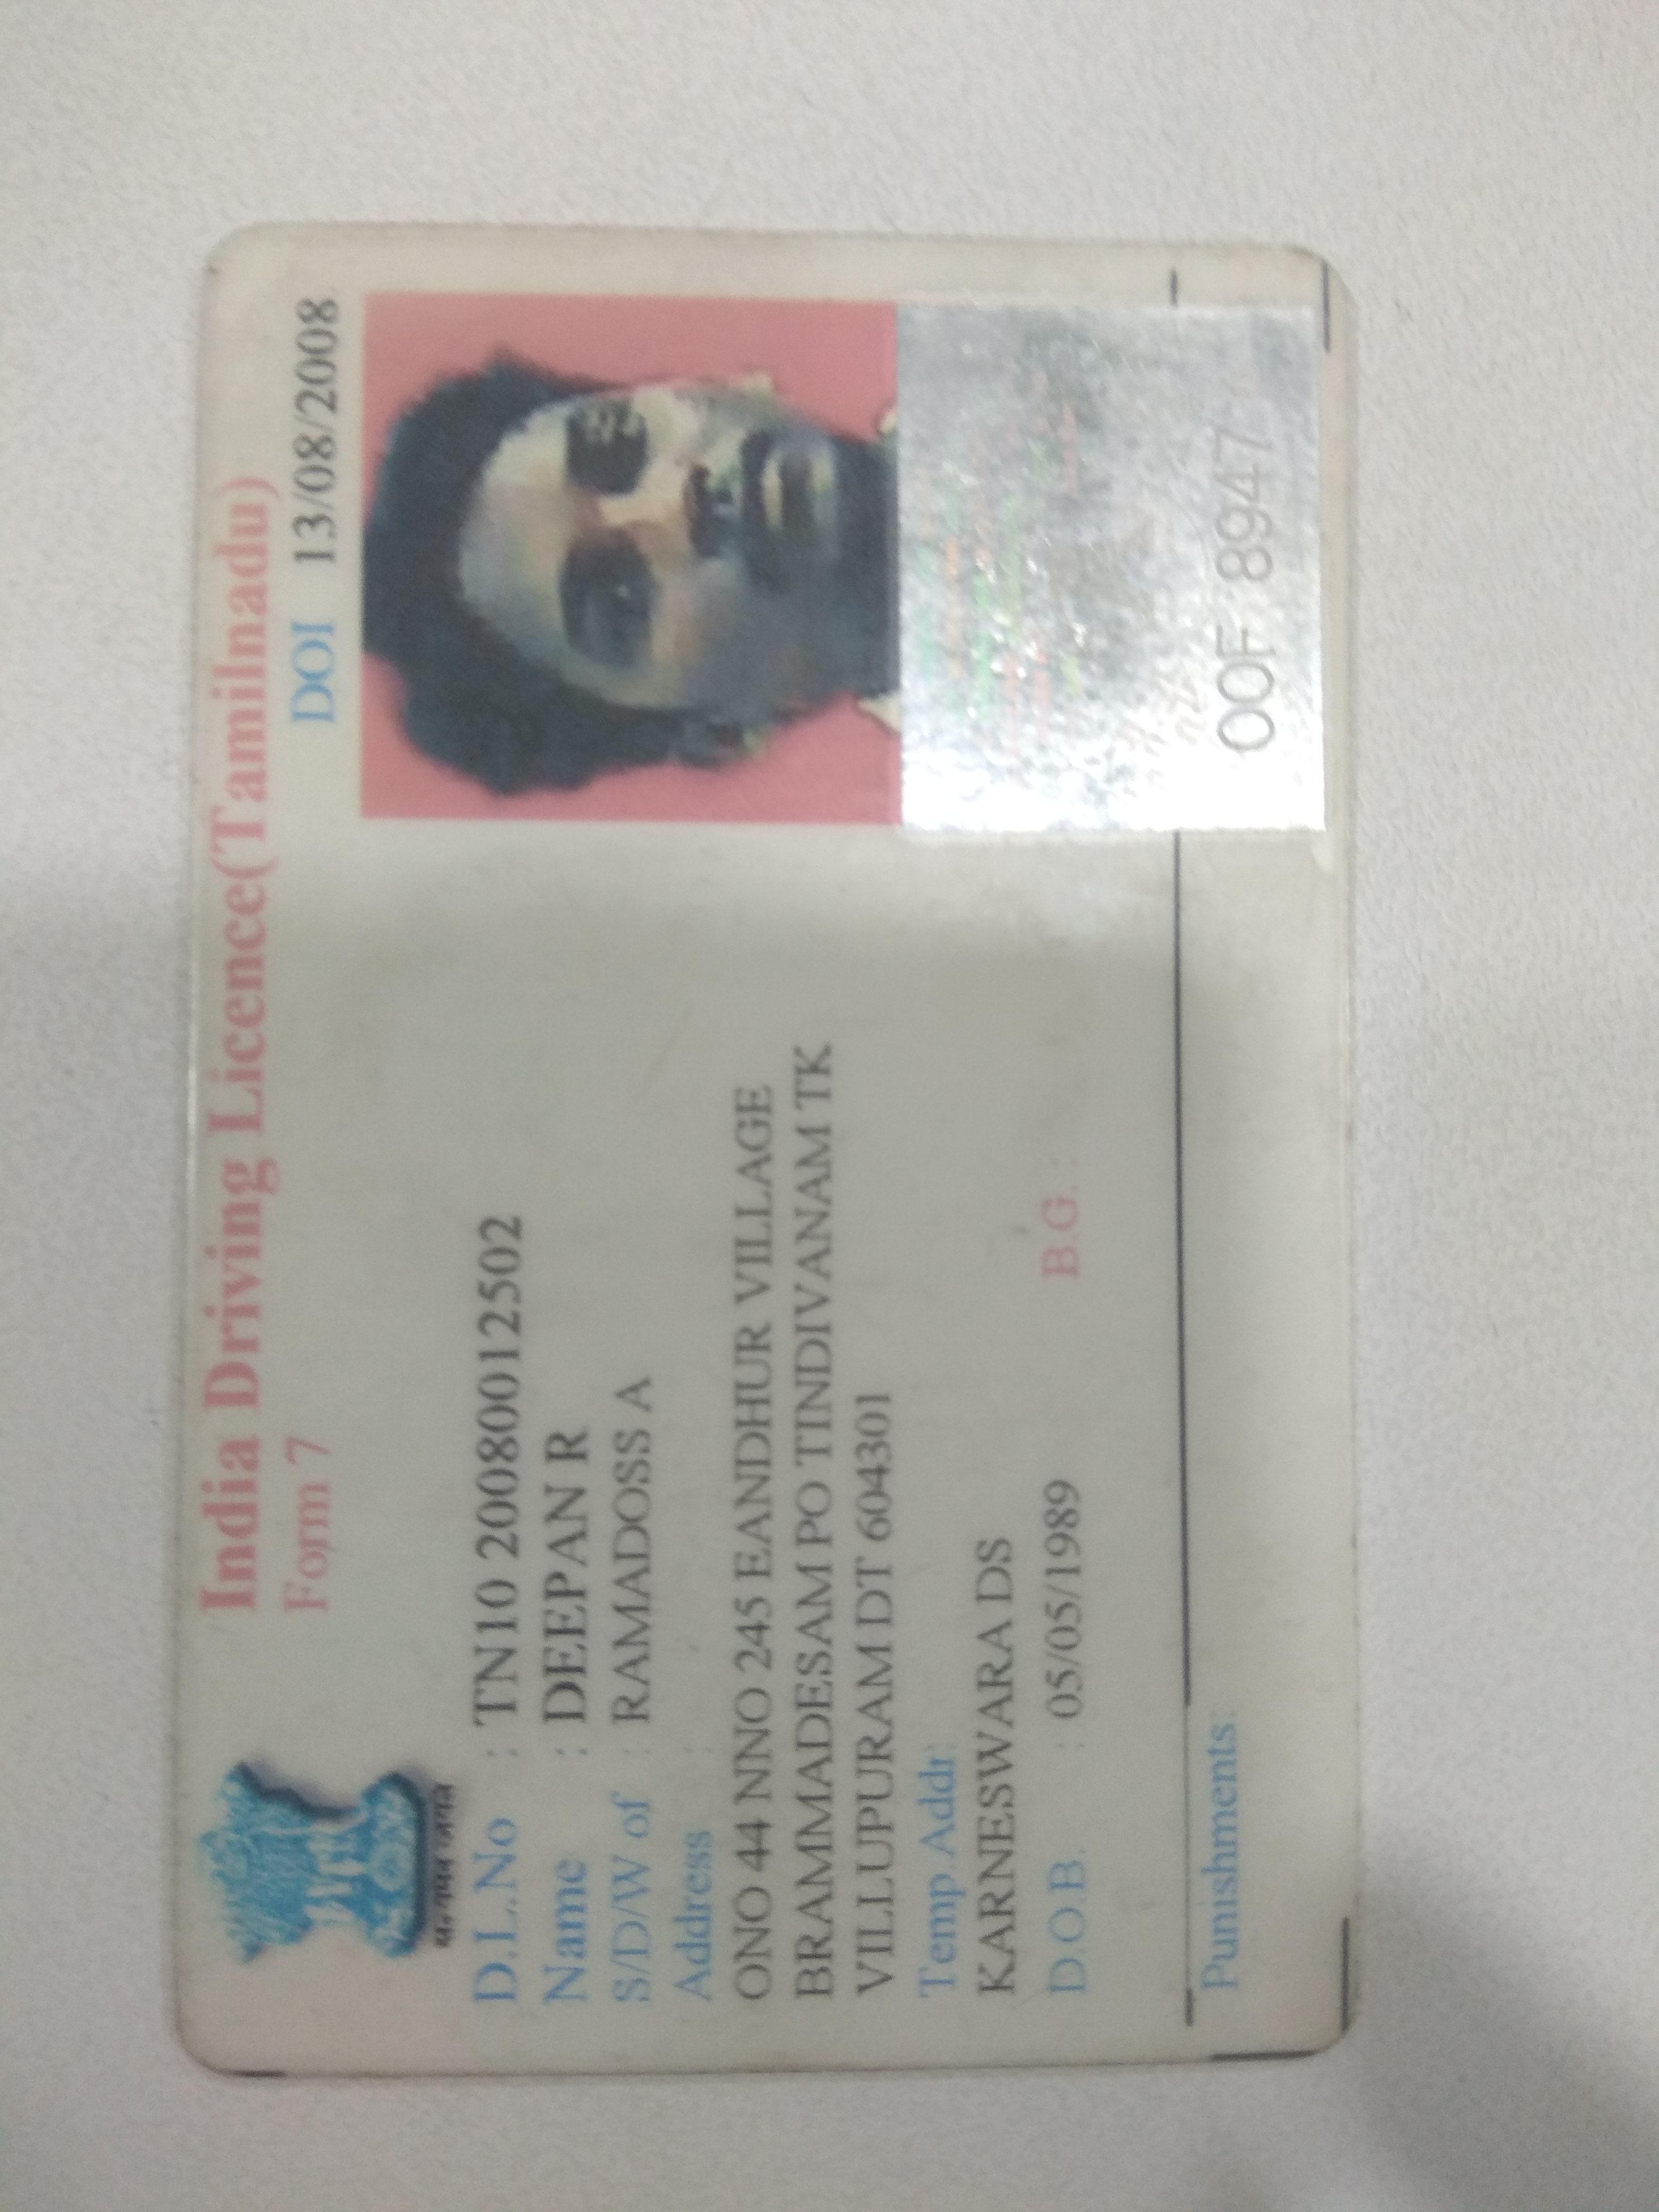 India Driving Licence(Tamilnadu)
Form 7
DOI 13/08/2008
D.L.No : TN10 20080012502
Name : DEEPAN R
S/D/W of : RAMADOSS A
Address :
ONO 44 NNO 245 EANDHUR VILLAGE
BRAMMADESAM PO TINDIVANAM TK
VILLUPURAM DT 604301
Temp.Addr:
KARNESWARA DS
D.O.B. : 05/05/1989 B.G. :
00F 8947
Punishments: